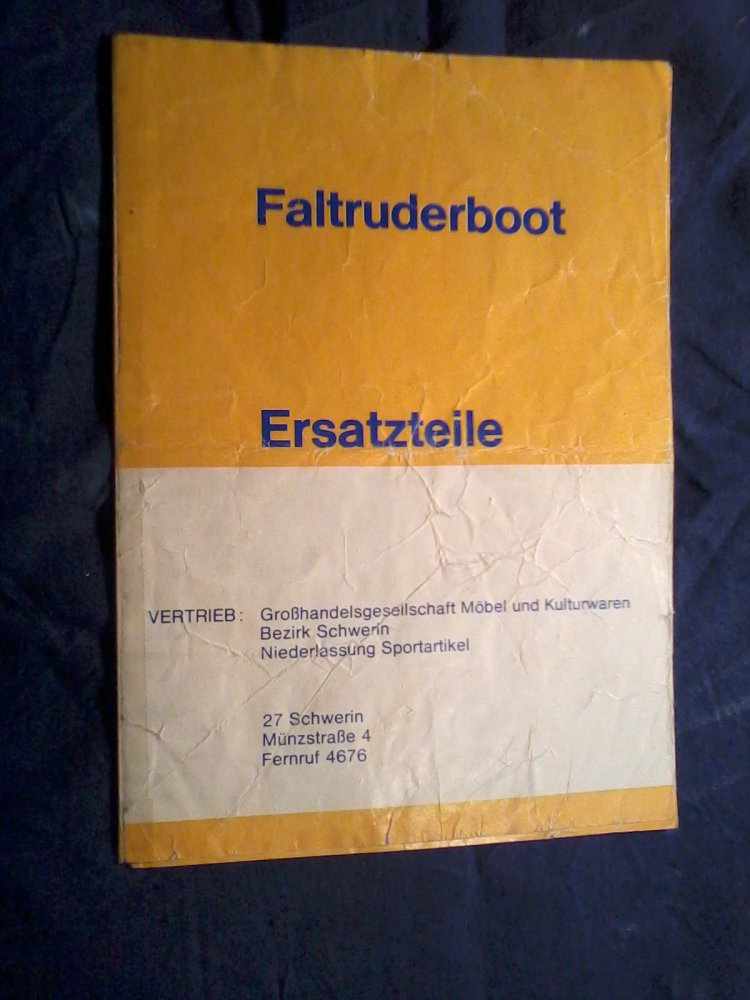 Faltruderboot
Ersatzteile
VERTRIEB: Großhandelsgesellschaft Möbel und Kulturwaren
Bezirk Schwerin
Niederlassung Sportartikel
27 Schwerin
Münzstraße 4
Fernruf 4676